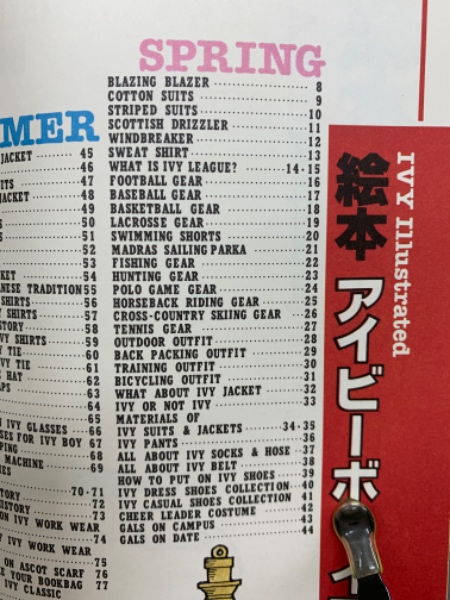 SPRING
BLAZING BLAZER 8
COTTON SUITS 9
STRIPED SUITS 10
SCOTTISH DRIZZLER 11
WINDBREAKER 12
SWEAT SHIRT 13
WHAT IS IVY LEAGUE? 14-15
FOOTBALL GEAR 16
BASEBALL GEAR 17
BASKETBALL GEAR 18
LACROSSE GEAR 19
SWIMMING SHORTS 20
MADRAS SAILING PARKA 21
FISHING GEAR 22
HUNTING GEAR 23
POLO GAME GEAR 24
HORSEBACK RIDING GEAR 25
CROSS-COUNTRY SKIING GEAR 26
TENNIS GEAR 27
OUTDOOR OUTFIT 28
BACK PACKING OUTFIT 29
TRAINING OUTFIT 30
BICYCLING OUTFIT 31
WHAT ABOUT IVY JACKET 32
IVY OR NOT IVY 33
MATERIALS OF
IVY SUITS & JACKETS 34-35
IVY PANTS 36
ALL ABOUT IVY SOCKS & HOSE 37
ALL ABOUT IVY BELT 38
HOW TO PUT ON IVY SHOES 39
IVY DRESS SHOES COLLECTION 40
IVY CASUAL SHOES COLLECTION 41
CHEER LEADER COSTUME 42
GALS ON CAMPUS 43
GALS ON DATE 44
MER
JACKET 45
46
ITS 47
JACKET 48
49
50
51
52
53
KET 54
NESE TRADITION 55
SHIRTS 56
Y SHIRTS 57
STORY 58
VY SHIRTS 59
Y TIE 60
VY TIE 61
E HAT 62
APS 63
64
65
IVY GLASSES 66
SES FOR IVY BOY 67
PING 68
MACHINE 69
IES
70-71
TORY 72
HISTORY 73
ON IVY WORK WEAR
74
IVY WORK WEAR
75
ON ASCOT SCARF 76
E YOUR BOOKBAG 77
IVY CLASSIC
IVY Illustrated
絵本 アイビーボ